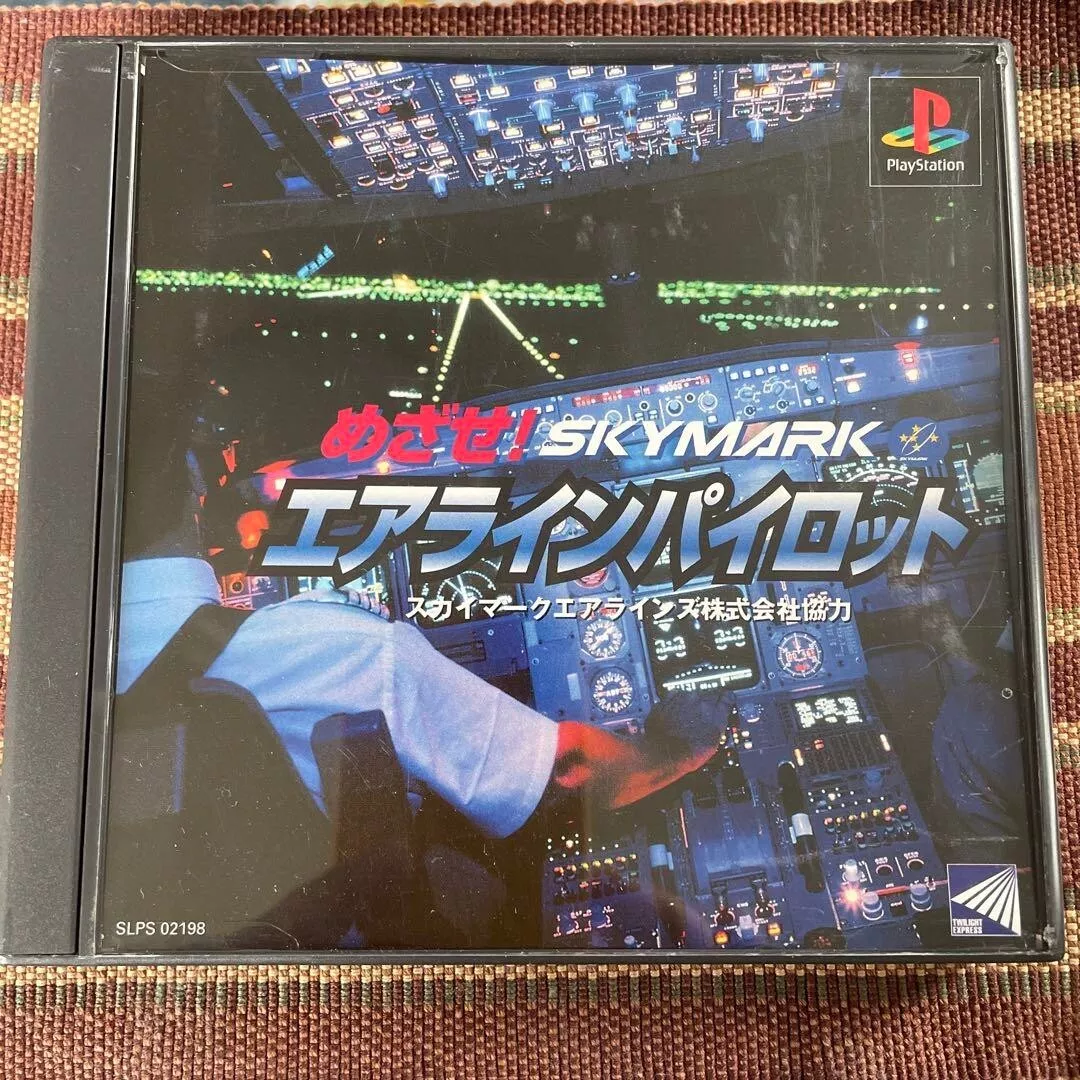 PlayStation
めざせ! SKYMARK
SKYMARK
エアラインパイロット
スカイマークエアラインズ株式会社協力
SLPS 02198
TWILIGHT
EXPRESS